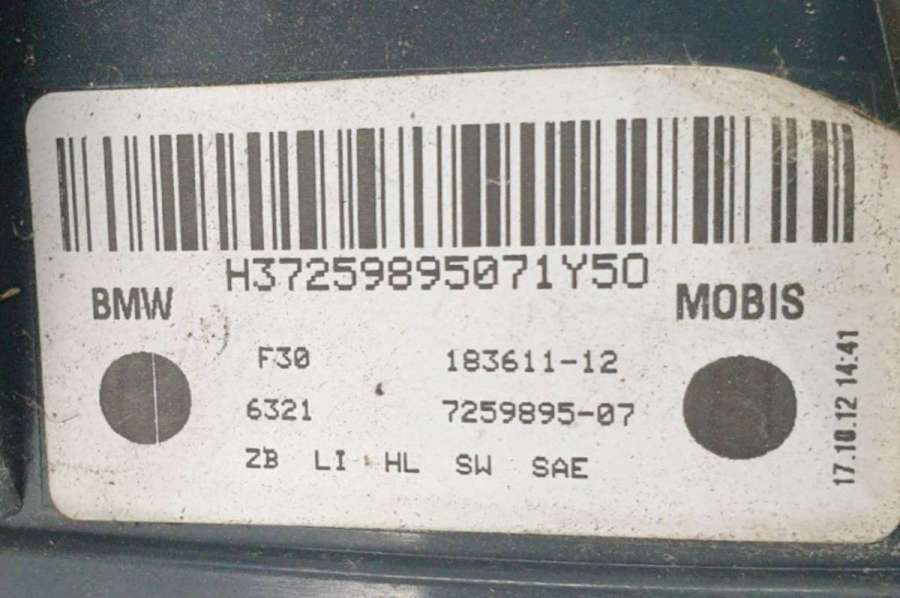 H37259895071Y50
BMW MOBIS
F30 183611-12
6321 7259895-07
ZB LI HL SW SAE
17.10.12 14:41